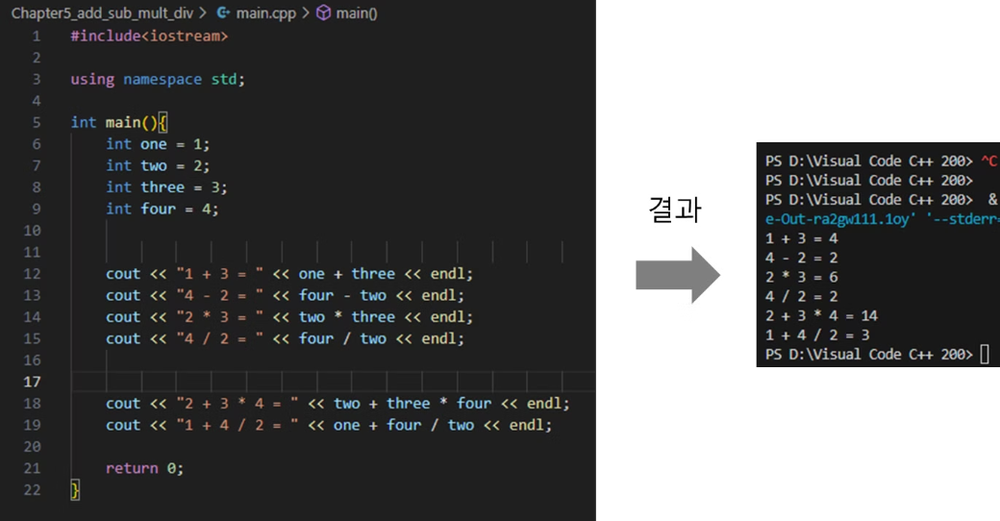 Chapter5_add_sub_mult_div > main.cpp > main()
1 #include<iostream>
2
3 using namespace std;
4
5 int main(){
6 int one = 1;
7 int two = 2;
8 int three = 3;
9 int four = 4;
10
11
12 cout << "1 + 3 = " << one + three << endl;
13 cout << "4 - 2 = " << four - two << endl;
14 cout << "2 * 3 = " << two * three << endl;
15 cout << "4 / 2 = " << four / two << endl;
16
17
18 cout << "2 + 3 * 4 = " << two + three * four << endl;
19 cout << "1 + 4 / 2 = " << one + four / two << endl;
20
21 return 0;
22 }
결과
PS D:\Visual Code C++ 200> ^C
PS D:\Visual Code C++ 200>
PS D:\Visual Code C++ 200> &
e-Out-ra2gw111.1oy' '--stderr=
1 + 3 = 4
4 - 2 = 2
2 * 3 = 6
4 / 2 = 2
2 + 3 * 4 = 14
1 + 4 / 2 = 3
PS D:\Visual Code C++ 200>